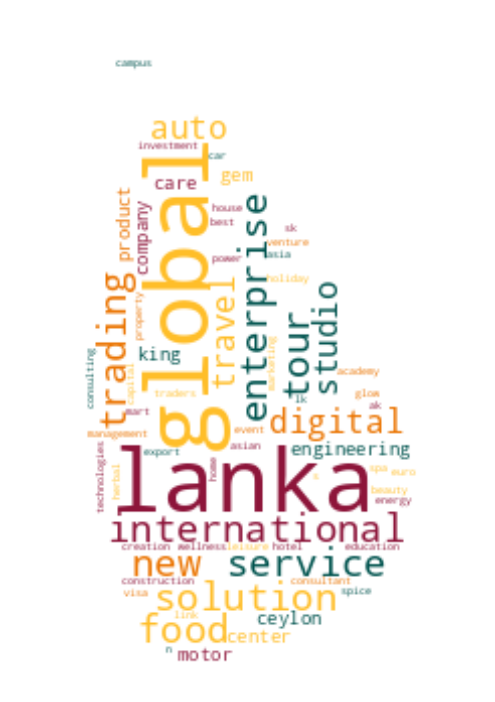 campus
auto
investment
car
care
gem
product
company
house
best
global
enterprise
sk
venture
asia
power
holiday
trading
property
travel
tour
studio
king
consulting
capital
marketing
academy
traders
lk
glow
ak
mart
digital
management
event
export
asian
engineering
technologies
herbal
home
lanka
s
spa
euro
beauty
energy
international
creation
wellness
leisure
hotel
education
new
service
construction
consultant
visa
solution
spice
link
ceylon
food
center
n
motor